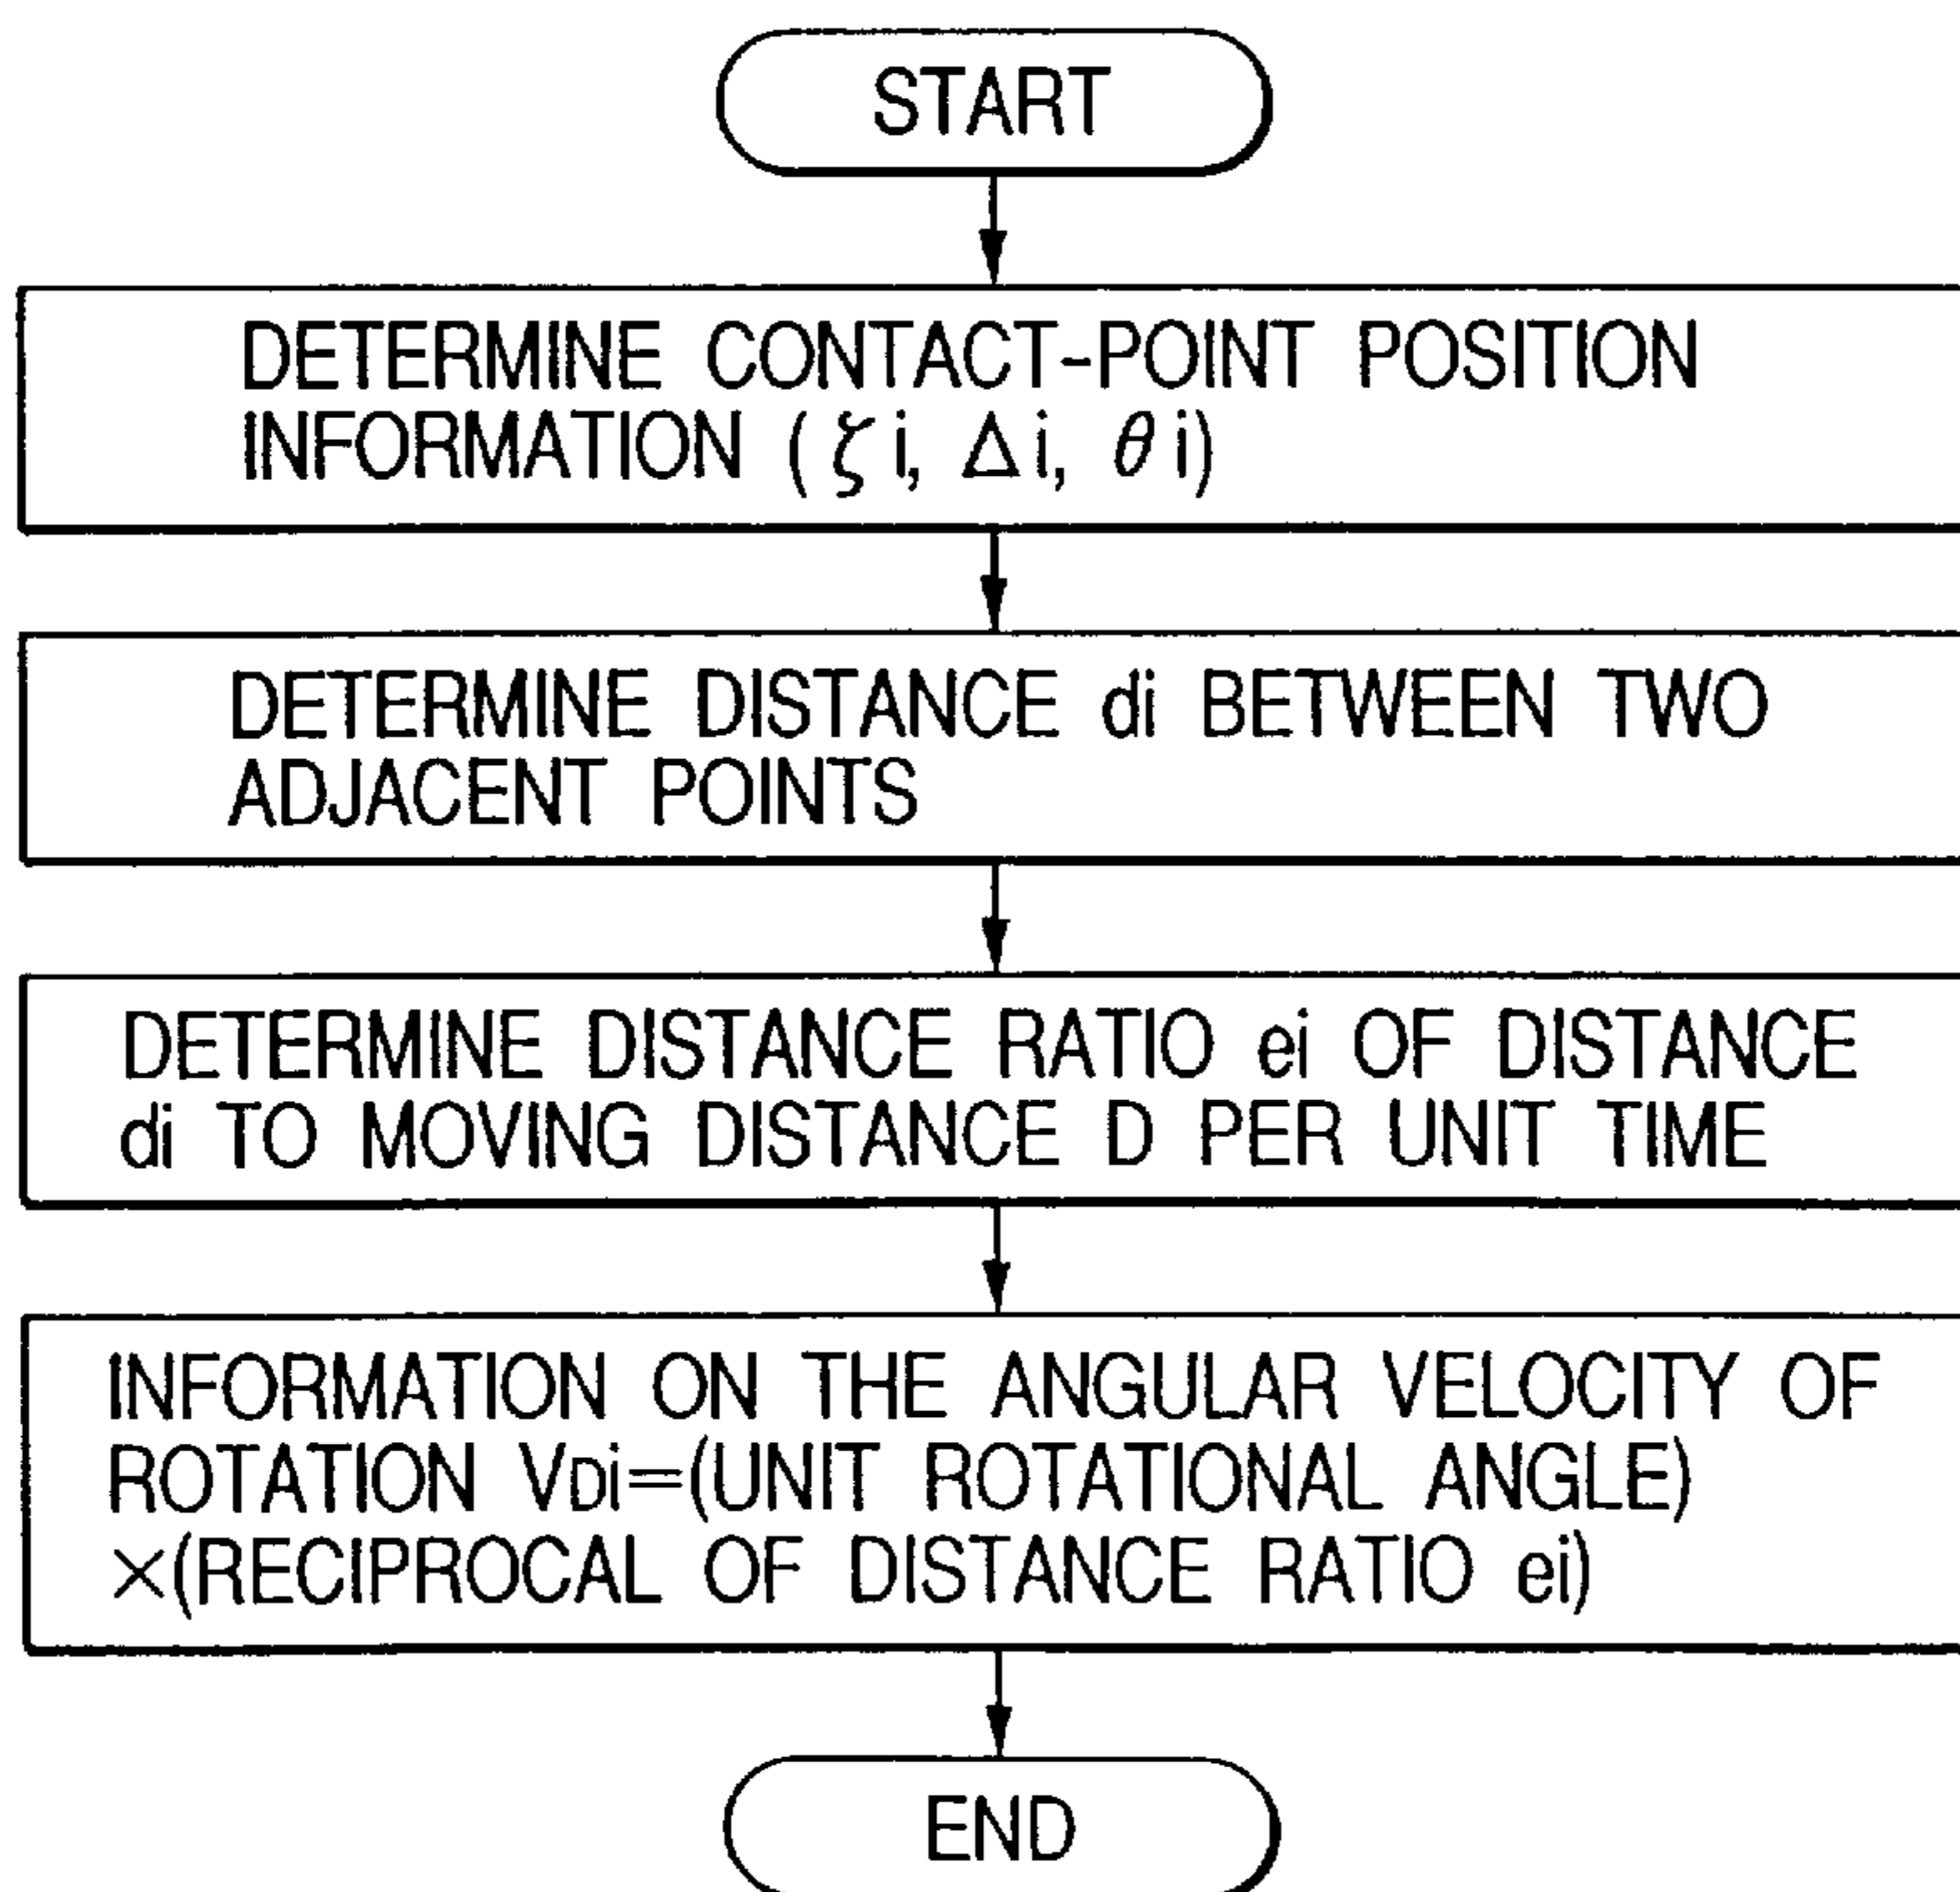 START
DETERMINE CONTACT-POINT POSITION
INFORMATION (ζi, Δi, θi)
DETERMINE DISTANCE di BETWEEN TWO
ADJACENT POINTS
DETERMINE DISTANCE RATIO ei OF DISTANCE
di TO MOVING DISTANCE D PER UNIT TIME
INFORMATION ON THE ANGULAR VELOCITY OF
ROTATION VDi=(UNIT ROTATIONAL ANGLE)
×(RECIPROCAL OF DISTANCE RATIO ei)
END